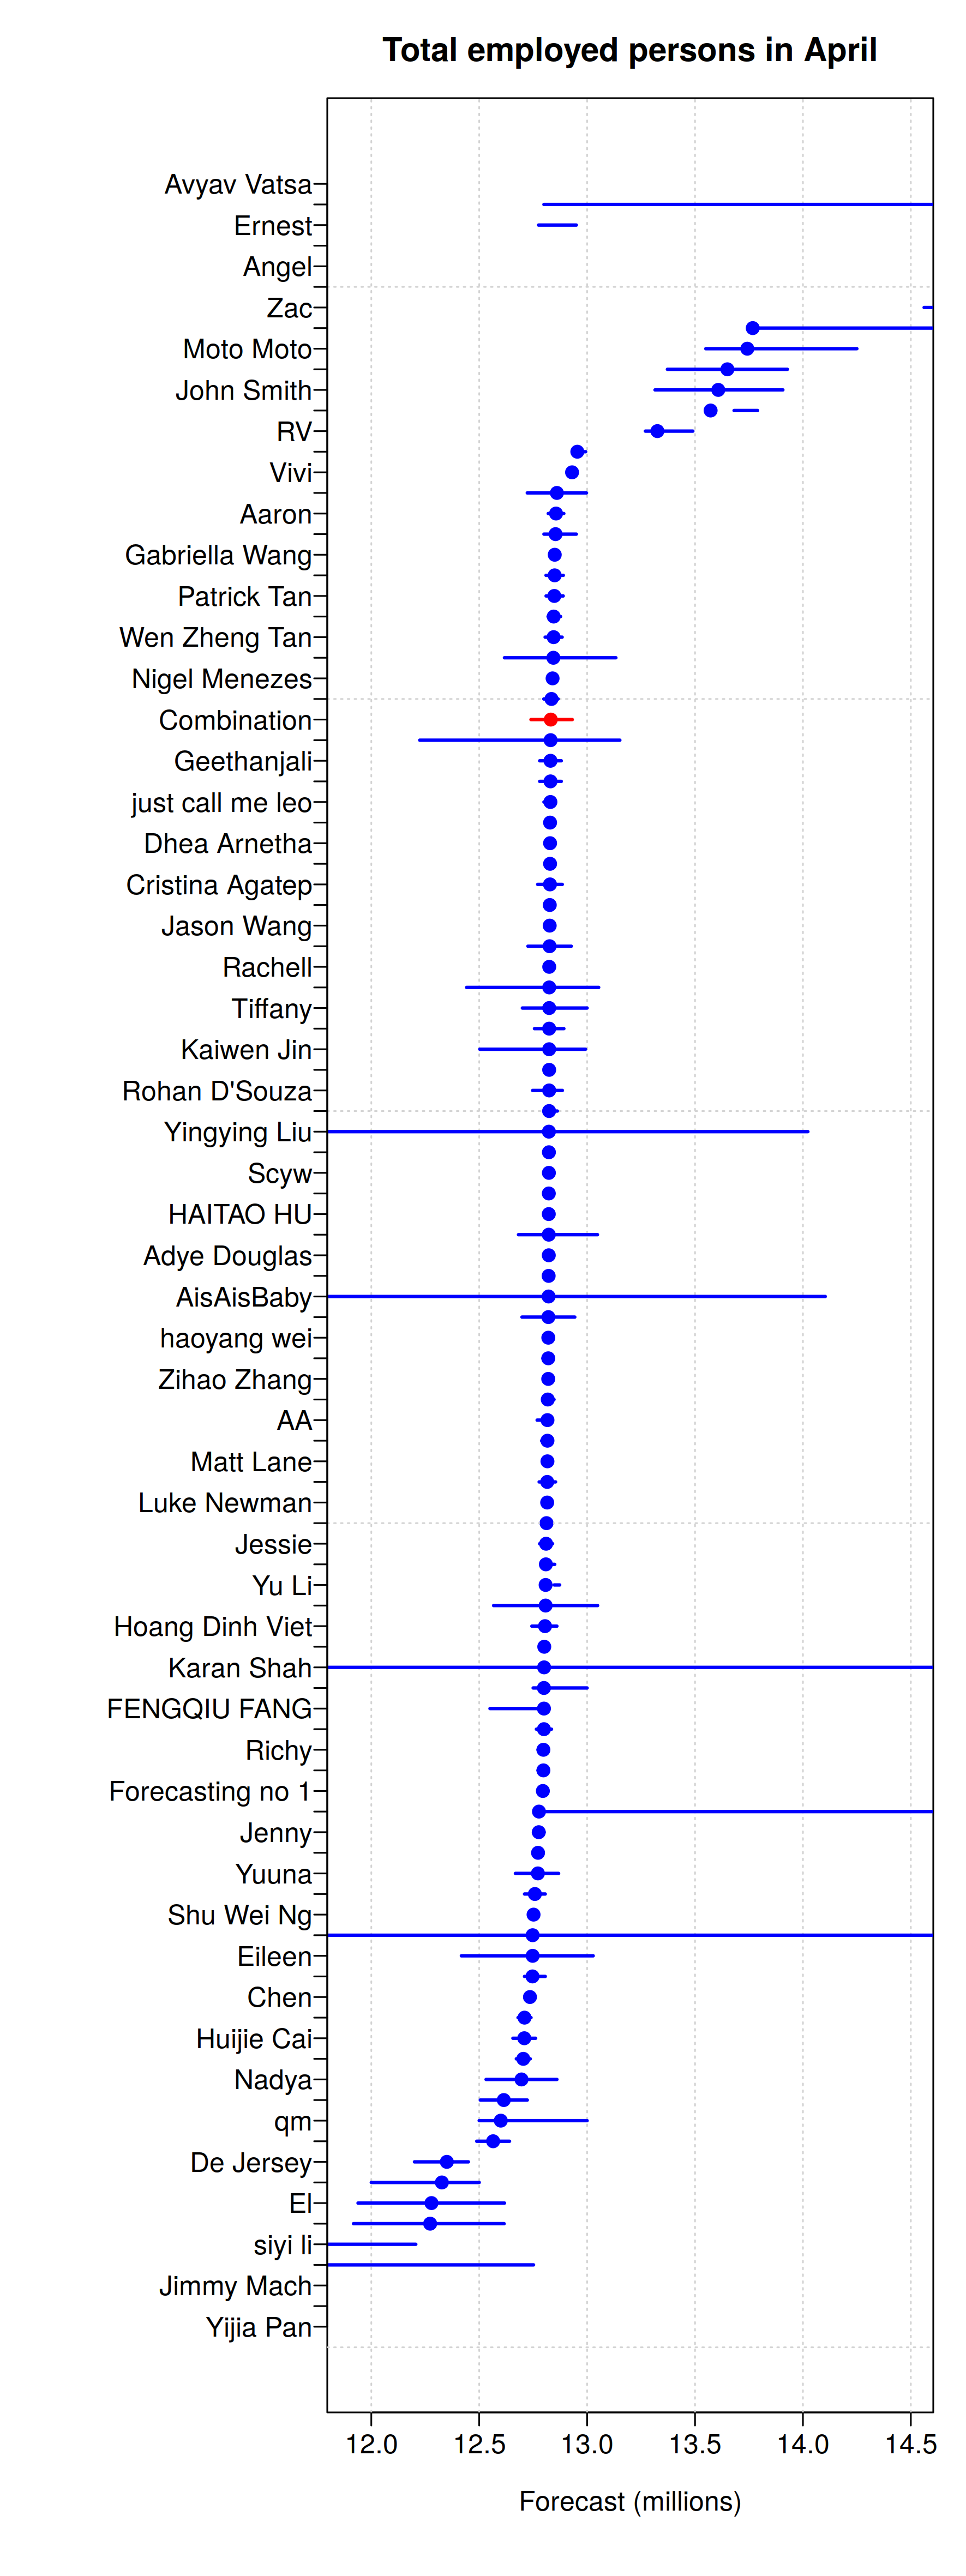 Total employed persons in April
Avyav Vatsa
Ernest
Angel
Zac
Moto Moto
John Smith
RV
Vivi
Aaron
Gabriella Wang
Patrick Tan
Wen Zheng Tan
Nigel Menezes
Combination
Geethanjali
just call me leo
Dhea Arnetha
Cristina Agatep
Jason Wang
Rachell
Tiffany
Kaiwen Jin
Rohan D'Souza
Yingying Liu
Scyw
HAITAO HU
Adye Douglas
AisAisBaby
haoyang wei
Zihao Zhang
AA
Matt Lane
Luke Newman
Jessie
Yu Li
Hoang Dinh Viet
Karan Shah
FENGQIU FANG
Richy
Forecasting no 1
Jenny
Yuuna
Shu Wei Ng
Eileen
Chen
Huijie Cai
Nadya
qm
De Jersey
El
siyi li
Jimmy Mach
Yijia Pan
12.0 12.5 13.0 13.5 14.0 14.5
Forecast (millions)